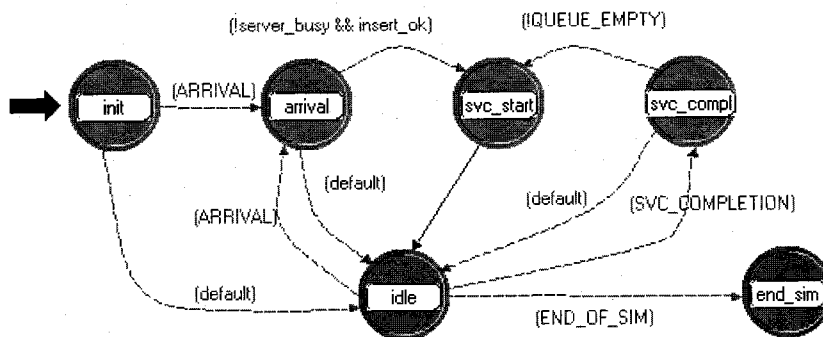 (!server_busy && insert_ok)
(!QUEUE_EMPTY)
(ARRIVAL)
init
arrival
svc_start
svc_compl
(default)
(ARRIVAL)
(default)
(SVC_COMPLETION)
(default)
idle
end_sim
(END_OF_SIM)